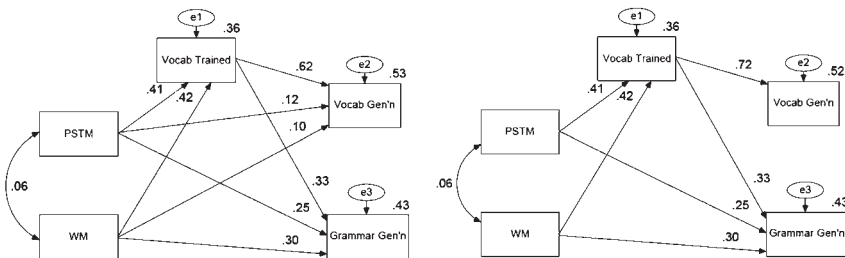 e1
.36
Vocab Trained
.62
e2
.53
.41
.42
.12
Vocab Gen'n
.10
PSTM
.06
.33
e3
.43
.25
WM
.30
Grammar Gen'n
e1
.36
Vocab Trained
.72
e2
.52
.41
.42
Vocab Gen'n
PSTM
.06
.33
e3
.43
.25
WM
.30
Grammar Gen'n